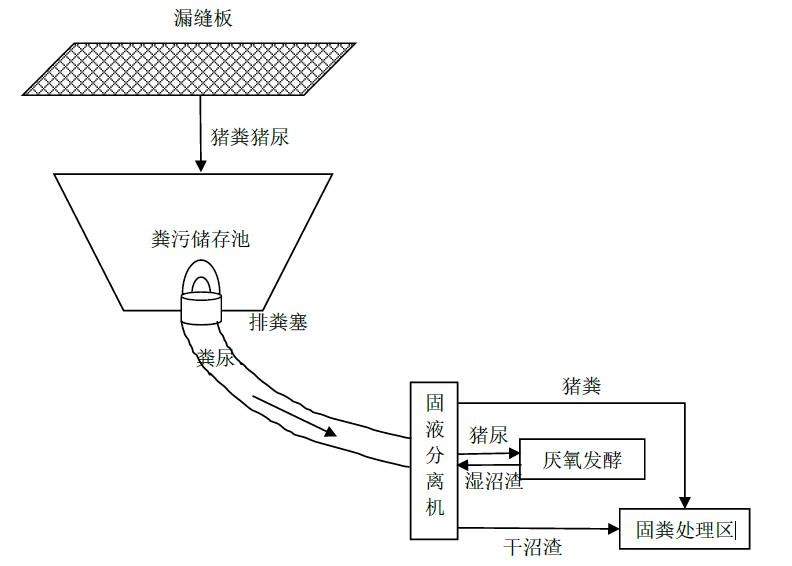 漏缝板
猪粪猪尿
粪污储存池
排粪塞
粪尿
固液分离机
猪粪
猪尿
厌氧发酵
湿沼渣
固粪处理区
干沼渣